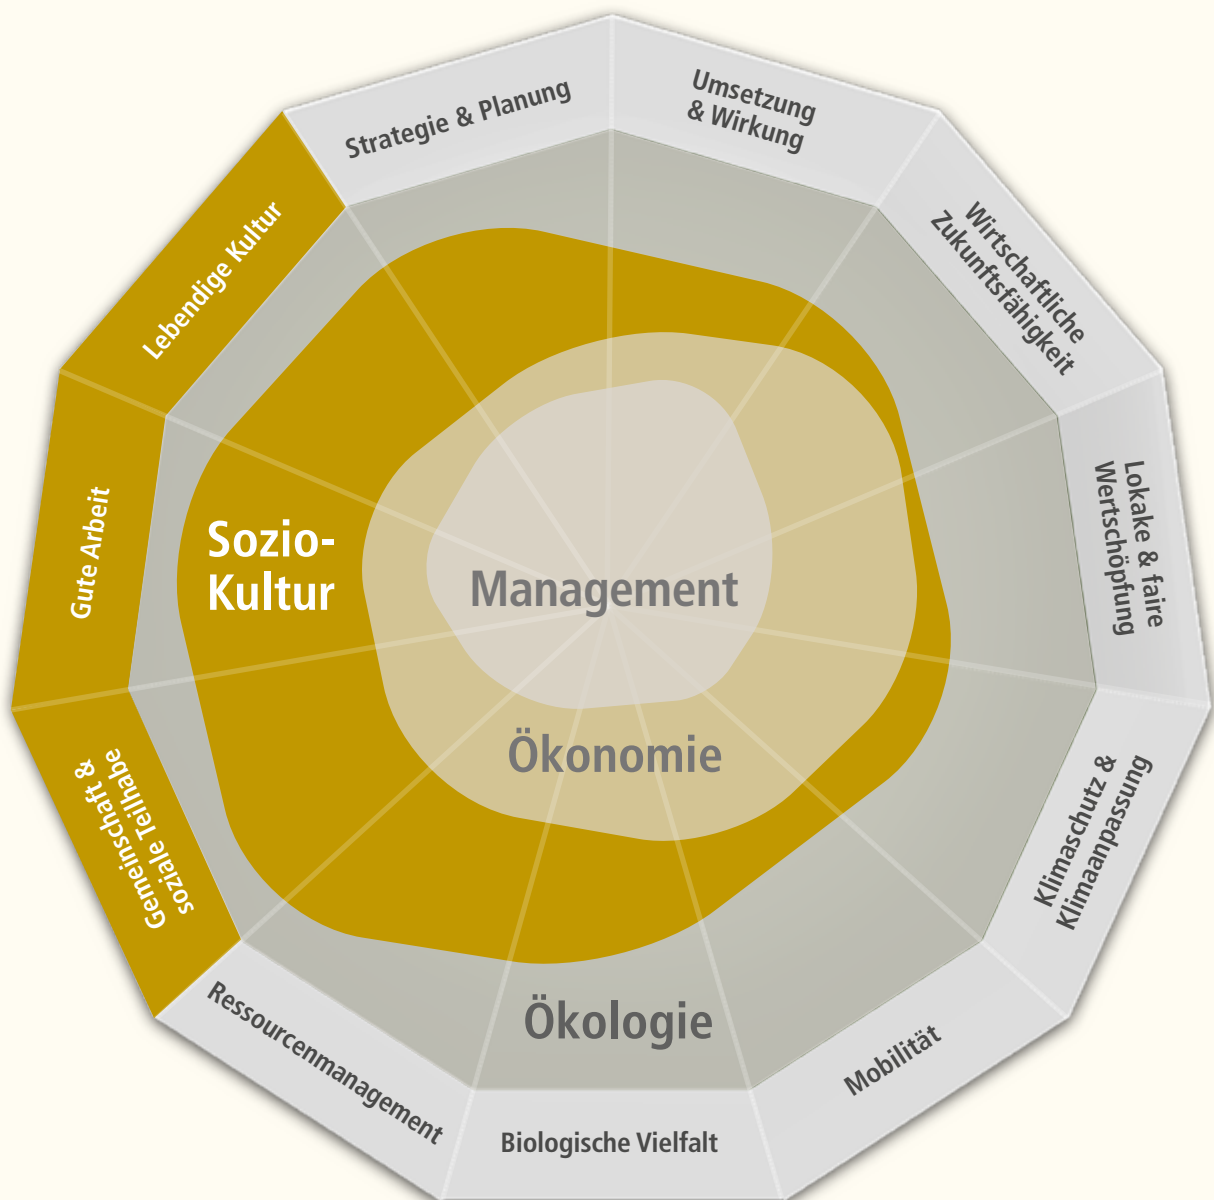 Strategie & Planung
Umsetzung
& Wirkung
Wirtschaftliche
Zukunftsfähigkeit
Lokake & faire
Wertschöpfung
Klimaschutz &
Klimaanpassung
Mobilität
Biologische Vielfalt
Ressourcenmanagement
Gemeinschaft &
soziale Teilhabe
Gute Arbeit
Lebendige Kultur
Sozio-
Kultur
Management
Ökonomie
Ökologie